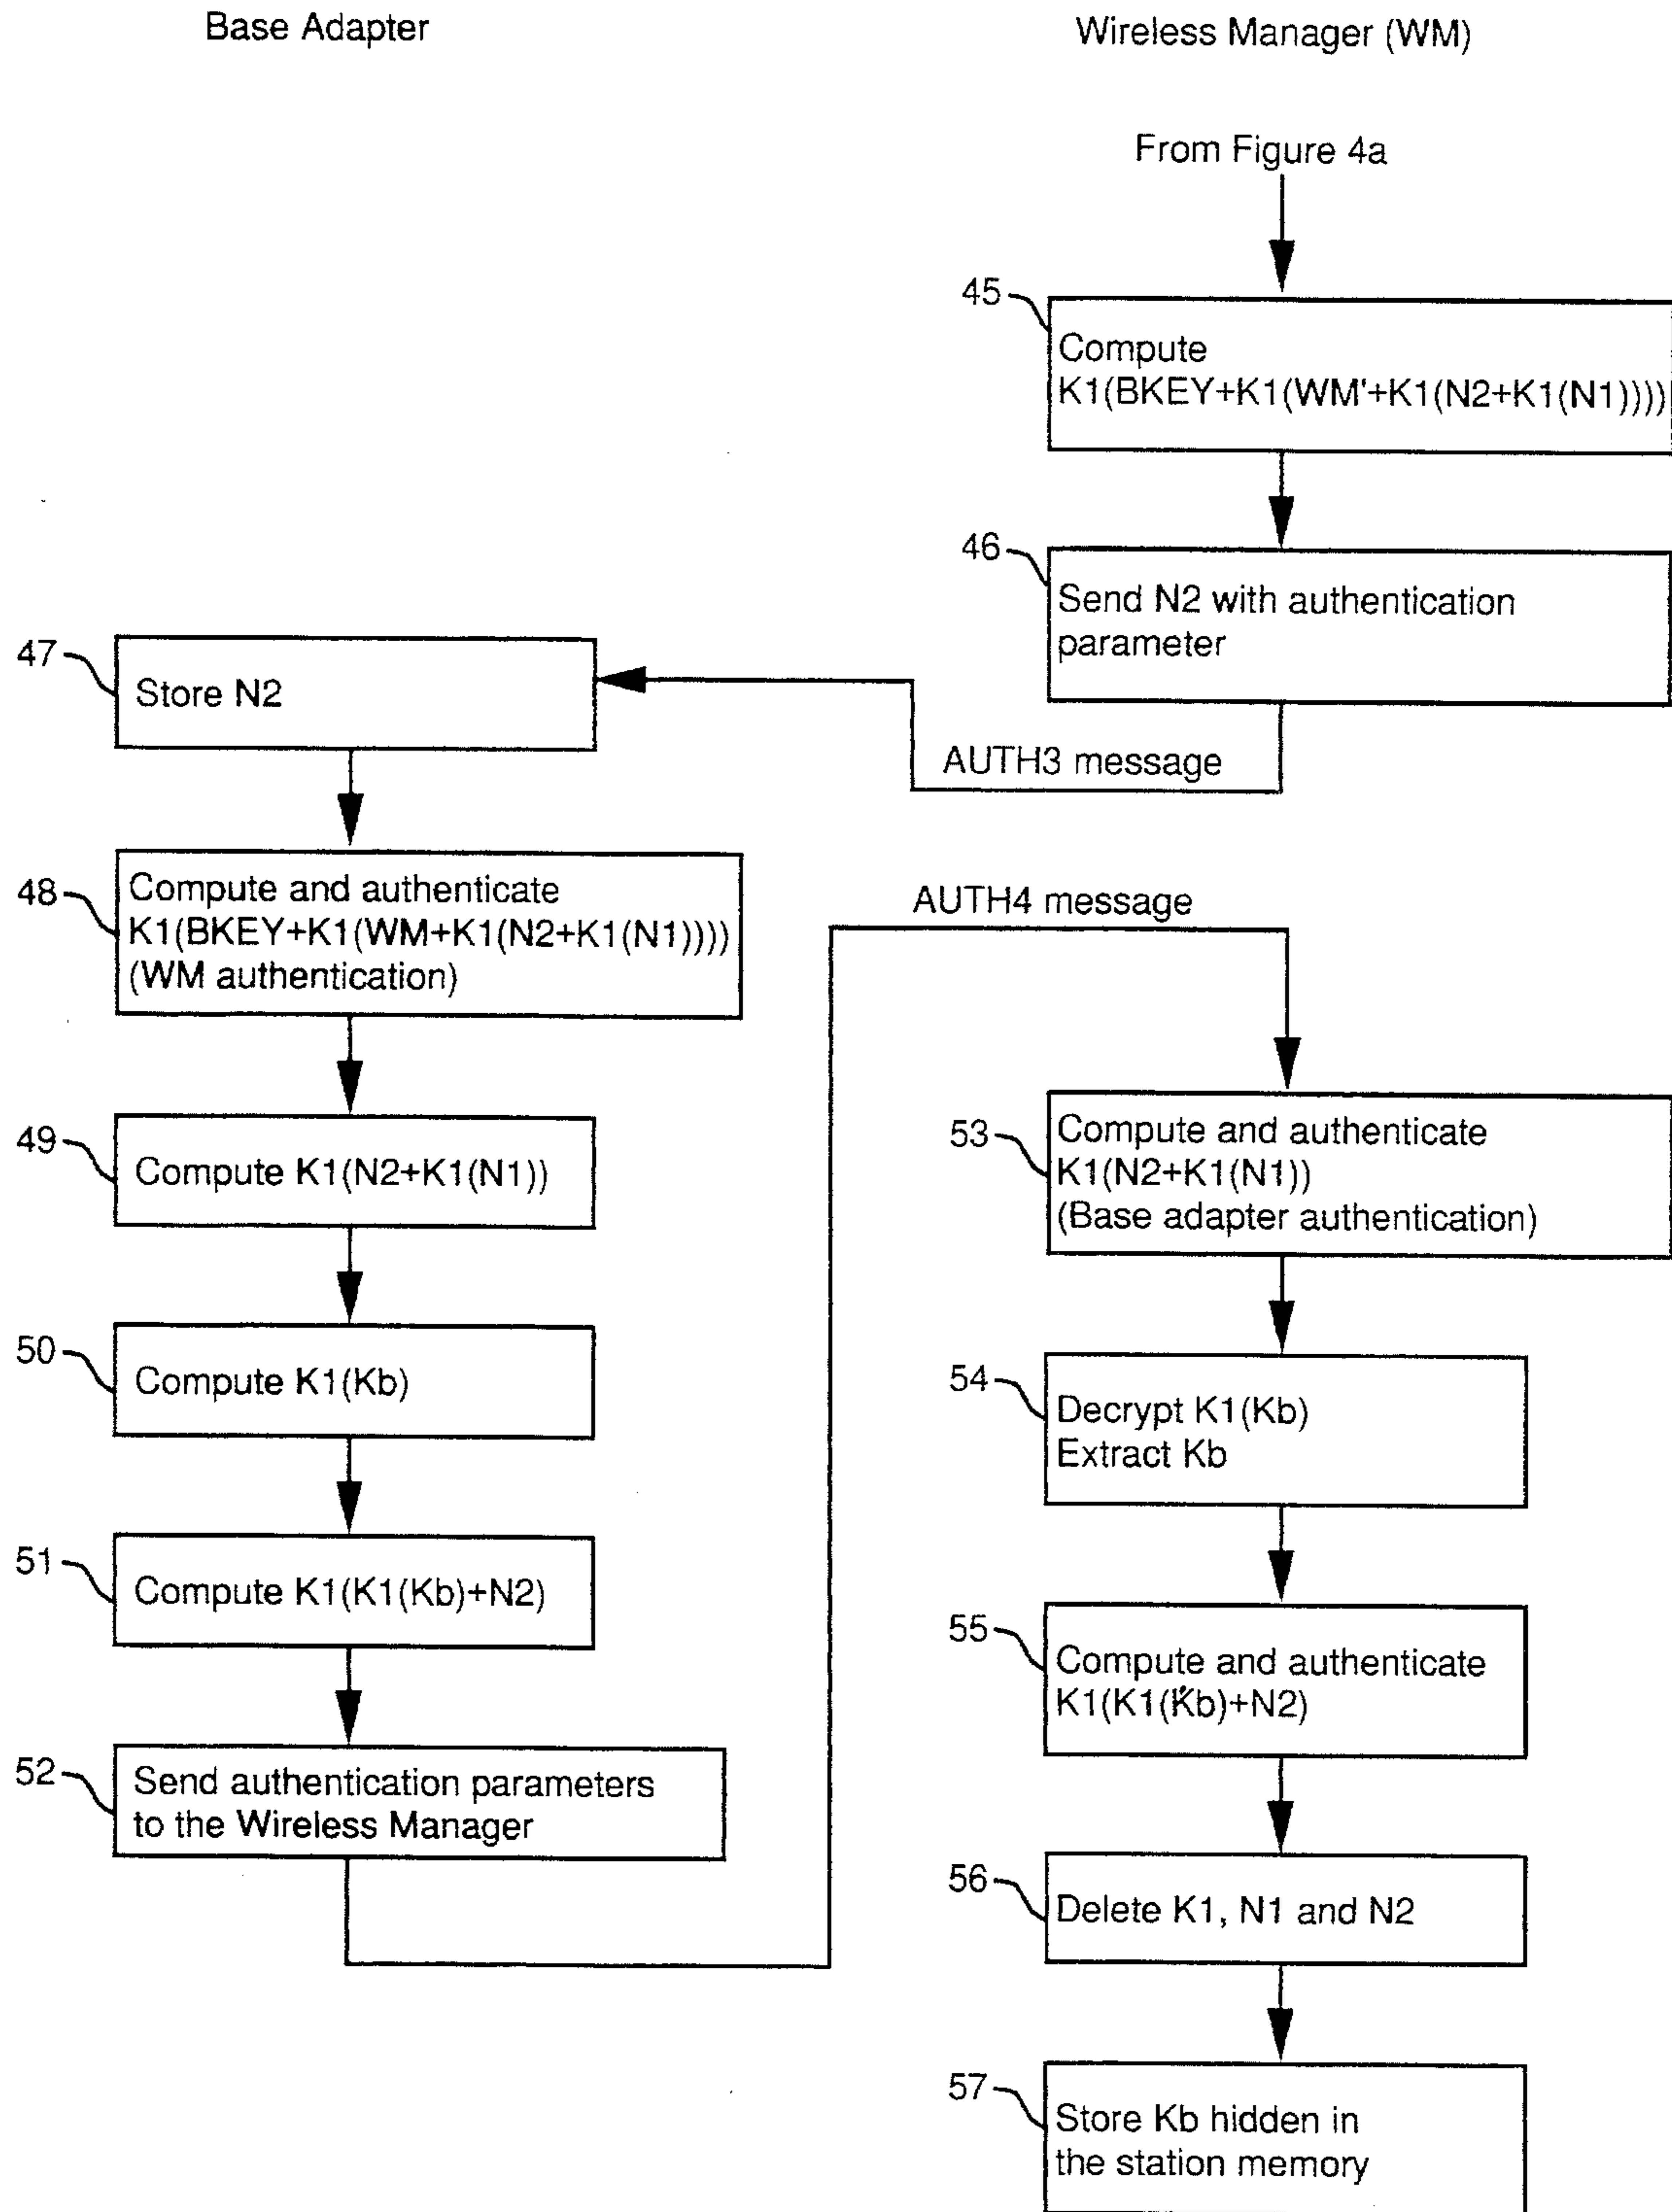 Base Adapter
Wireless Manager (WM)
From Figure 4a
45
Compute
K1(BKEY+K1(WM'+K1(N2+K1(N1))))
46
Send N2 with authentication
parameter
AUTH3 message
47
Store N2
48
Compute and authenticate
K1(BKEY+K1(WM+K1(N2+K1(N1))))
(WM authentication)
49
Compute K1(N2+K1(N1))
50
Compute K1(Kb)
51
Compute K1(K1(Kb)+N2)
52
Send authentication parameters
to the Wireless Manager
AUTH4 message
53
Compute and authenticate
K1(N2+K1(N1))
(Base adapter authentication)
54
Decrypt K1(Kb)
Extract Kb
55
Compute and authenticate
K1(K1(Kb)+N2)
56
Delete K1, N1 and N2
57
Store Kb hidden in
the station memory